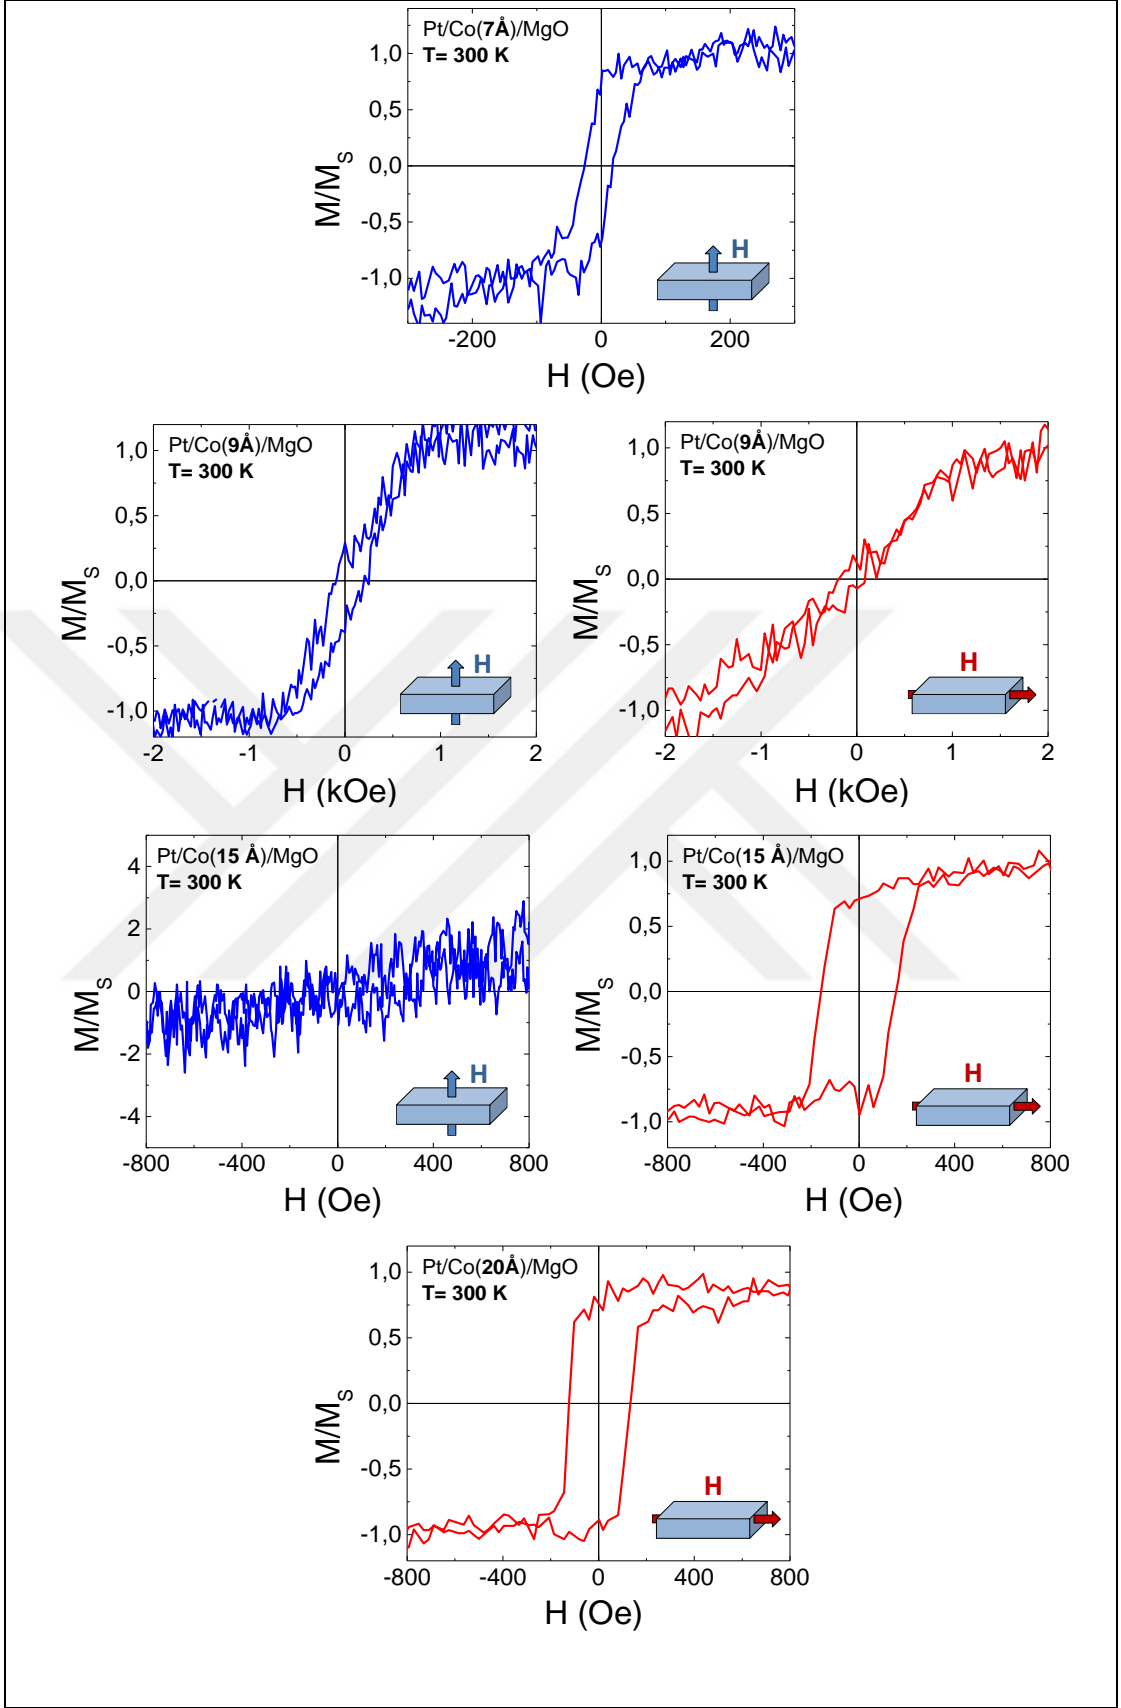 Pt/Co(7Å)/MgO
T= 300 K
1,0
0,5
0,0
-0,5
-1,0
M/M_S
H
-200 0 200
H (Oe)
Pt/Co(9Å)/MgO
T= 300 K
1,0
0,5
0,0
-0,5
-1,0
M/M_S
H
-2 -1 0 1 2
H (kOe)
Pt/Co(9Å)/MgO
T= 300 K
1,0
0,5
0,0
-0,5
-1,0
M/M_S
H
-2 -1 0 1 2
H (kOe)
Pt/Co(15 Å)/MgO
T= 300 K
4
2
0
-2
-4
M/M_S
H
-800 -400 0 400 800
H (Oe)
Pt/Co(15 Å)/MgO
T= 300 K
1,0
0,5
0,0
-0,5
-1,0
M/M_S
H
-800 -400 0 400 800
H (Oe)
Pt/Co(20Å)/MgO
T= 300 K
1,0
0,5
0,0
-0,5
-1,0
M/M_S
H
-800 -400 0 400 800
H (Oe)